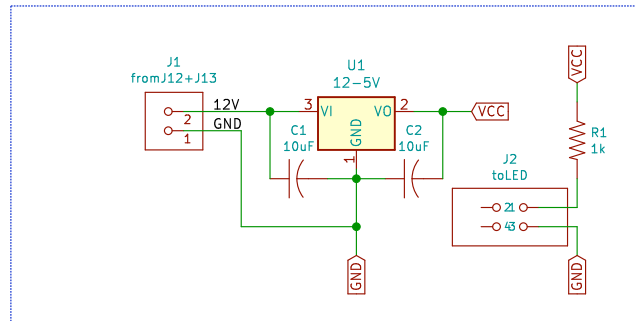 J1
fromJ12+J13
12V
2
GND
1
U1
12-5V
3
VI
VO
2
GND
1
C1
10uF
C2
10uF
VCC
GND
VCC
R1
1k
J2
toLED
21
43
GND